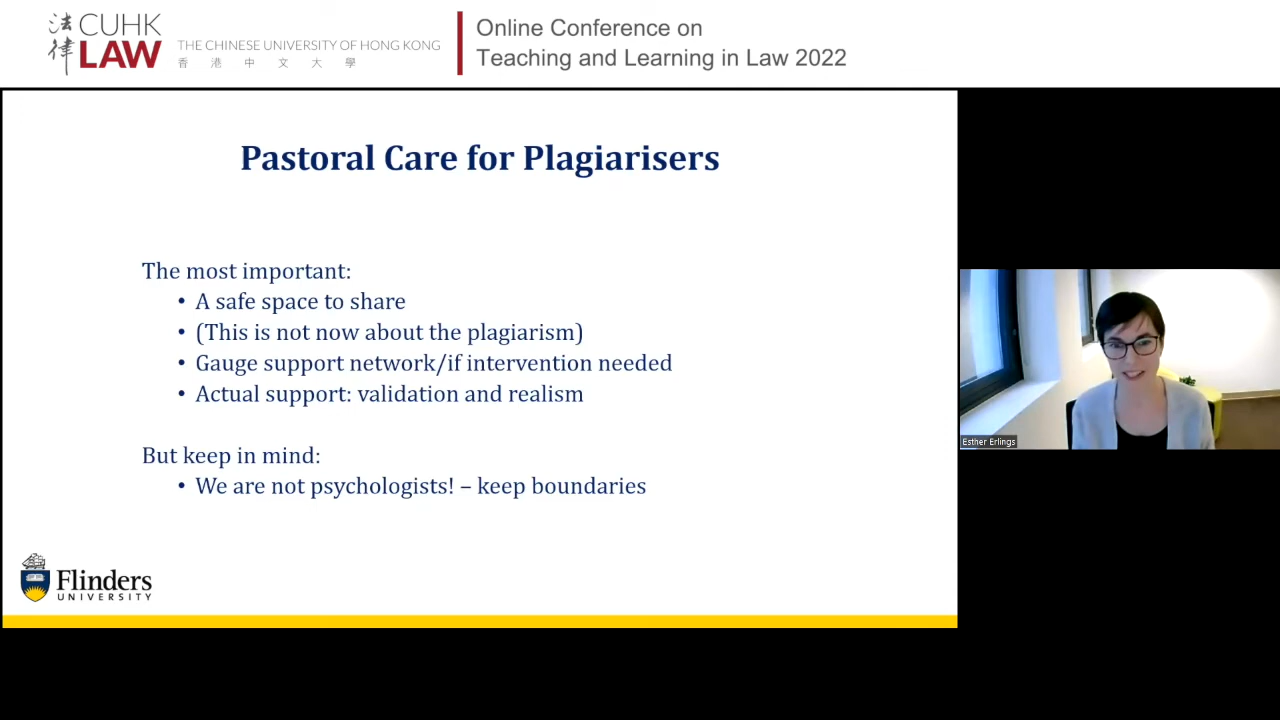 法律
CUHK
LAW
THE CHINESE UNIVERSITY OF HONG KONG
香港中文大學
Online Conference on
Teaching and Learning in Law 2022
Pastoral Care for Plagiarisers
The most important:
• A safe space to share
• (This is not now about the plagiarism)
• Gauge support network/if intervention needed
• Actual support: validation and realism
But keep in mind:
• We are not psychologists! – keep boundaries
Esther Erlings
Flinders
UNIVERSITY